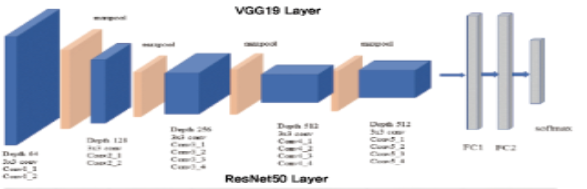 VGG19 Layer
maxpool
maxpool
maxpool
maxpool
Depth 64
3x3 conv
Conv1_1
Conv1_2
Depth 128
3x3 conv
Conv2_1
Conv2_2
Depth 256
3x3 conv
Conv3_1
Conv3_2
Conv3_3
Conv3_4
Depth 512
3x3 conv
Conv4_1
Conv4_2
Conv4_3
Conv4_4
Depth 512
3x3 conv
Conv5_1
Conv5_2
Conv5_3
Conv5_4
FC1
FC2
softmax
ResNet50 Layer